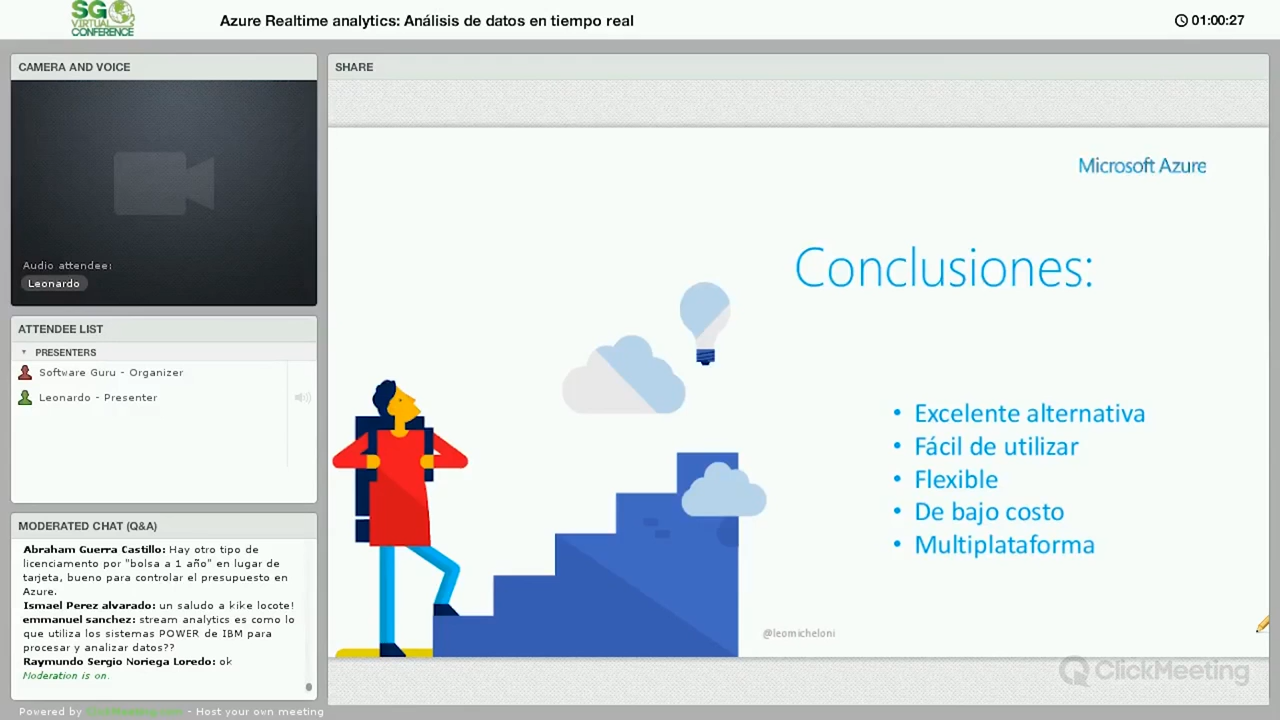 SG
VIRTUAL
CONFERENCE
Azure Realtime analytics: Análisis de datos en tiempo real
01:00:27
CAMERA AND VOICE
Audio attendee:
Leonardo
ATTENDEE LIST
PRESENTERS
Software Guru - Organizer
Leonardo - Presenter
MODERATED CHAT (Q&A)
Abraham Guerra Castillo: Hay otro tipo de
licenciamento por "bolsa a 1 año" en lugar de
tarjeta, bueno para controlar el presupuesto en
Azure.
Ismael Perez alvarado: un saludo a kike locote!
emmanuel sanchez: stream analytics es como lo
que utiliza los sistemas POWER de IBM para
procesar y analizar datos??
Raymundo Sergio Noriega Loredo: ok
Moderation is on.
Powered by ClickMeeting.com - Host your own meeting
SHARE
Microsoft Azure
Conclusiones:
• Excelente alternativa
• Fácil de utilizar
• Flexible
• De bajo costo
• Multiplataforma
@leomicheloni
ClickMeeting